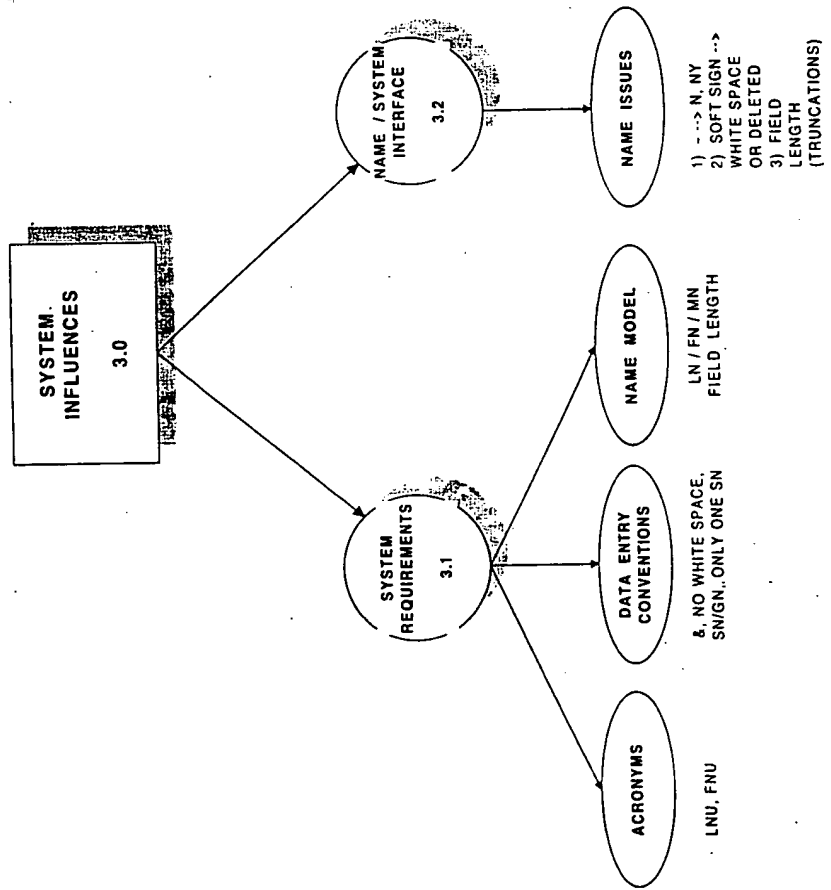 SYSTEM
INFLUENCES
3.0
SYSTEM
REQUIREMENTS
3.1
NAME / SYSTEM
INTERFACE
3.2
ACRONYMS
LNU, FNU
DATA ENTRY
CONVENTIONS
&, NO WHITE SPACE,
SN/GN, ONLY ONE SN
NAME MODEL
LN / FN / MN
FIELD LENGTH
NAME ISSUES
1) ~ --> N, NY
2) SOFT SIGN -->
WHITE SPACE
OR DELETED
3) FIELD
LENGTH
(TRUNCATIONS)